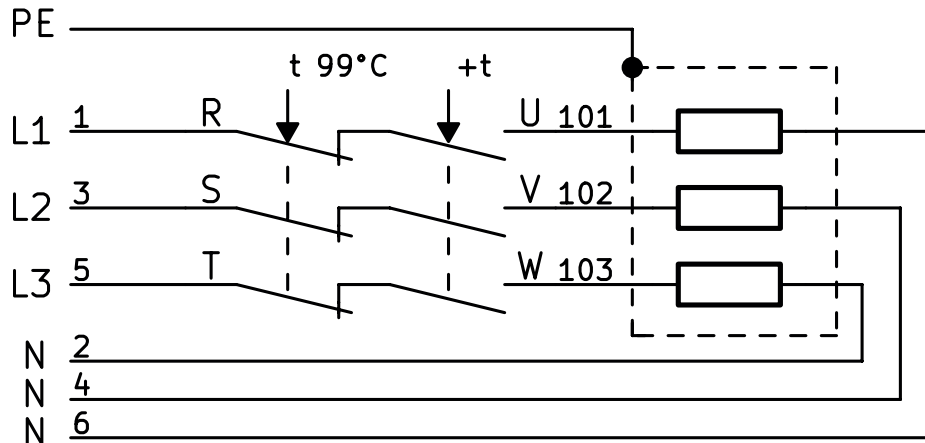 PE
t 99°C +t
L1 1 R U 101
L2 3 S V 102
L3 5 T W 103
N 2
N 4
N 6